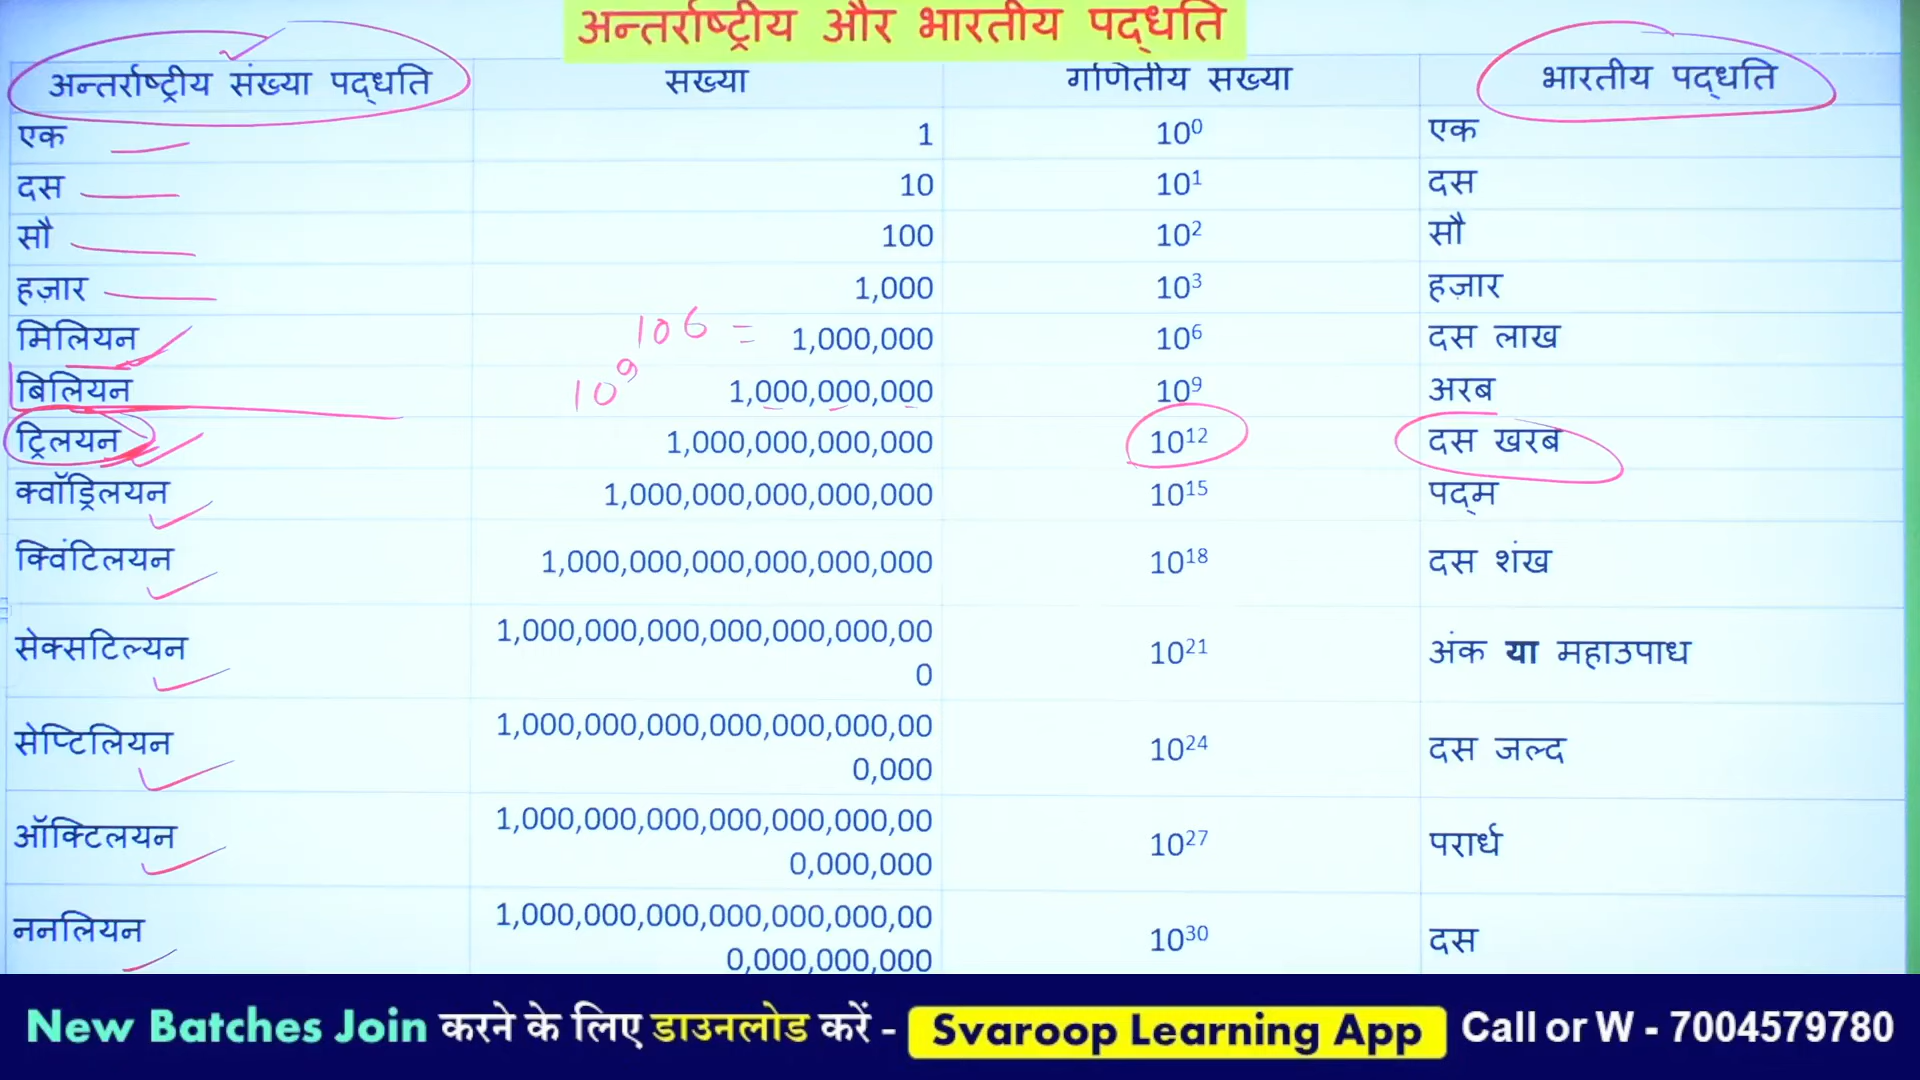 अन्तर्राष्ट्रीय और भारतीय पद्धति
अन्तर्राष्ट्रीय संख्या पद्धति सख्या गणितीय सख्या भारतीय पद्धति
एक 1 10⁰ एक
दस 10 10¹ दस
सौ 100 10² सौ
हज़ार 1,000 10³ हज़ार
मिलियन 106 = 1,000,000 10⁶ दस लाख
बिलियन 10⁹ 1,000,000,000 10⁹ अरब
ट्रिलयन 1,000,000,000,000 10¹² दस खरब
क्वॉड्रिलयन 1,000,000,000,000,000 10¹⁵ पद्म
क्विंटिलयन 1,000,000,000,000,000,000 10¹⁸ दस शंख
सेक्सटिल्यन 1,000,000,000,000,000,000,00 10²¹ अंक या महाउपाध
0
सेप्टिलियन 1,000,000,000,000,000,000,00 10²⁴ दस जल्द
0,000
ऑक्टिलयन 1,000,000,000,000,000,000,00 10²⁷ परार्ध
0,000,000
ननलियन 1,000,000,000,000,000,000,00 10³⁰ दस
0,000,000,000
New Batches Join करने के लिए डाउनलोड करें - Svaroop Learning App Call or W - 7004579780